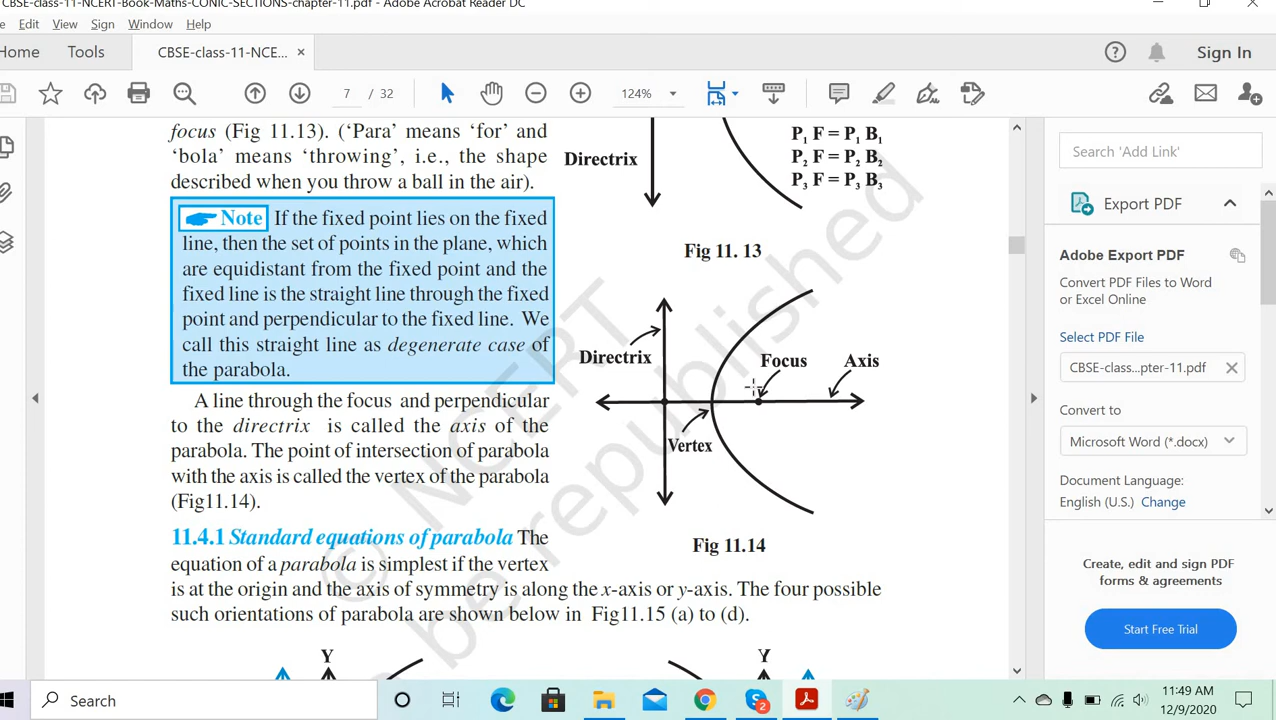 CBSE-class-11-NCERT-Book-Maths-CONIC-SECTIONS-chapter-11.pdf - Adobe Acrobat Reader DC
Edit View Sign Window Help
Home Tools CBSE-class-11-NCE... × Sign In
7 / 32 124%
focus (Fig 11.13). (‘Para’ means ‘for’ and
‘bola’ means ‘throwing’, i.e., the shape
described when you throw a ball in the air).
Note If the fixed point lies on the fixed
line, then the set of points in the plane, which
are equidistant from the fixed point and the
fixed line is the straight line through the fixed
point and perpendicular to the fixed line. We
call this straight line as degenerate case of
the parabola.
A line through the focus and perpendicular
to the directrix is called the axis of the
parabola. The point of intersection of parabola
with the axis is called the vertex of the parabola
(Fig11.14).
11.4.1 Standard equations of parabola The
equation of a parabola is simplest if the vertex
is at the origin and the axis of symmetry is along the x-axis or y-axis. The four possible
such orientations of parabola are shown below in Fig11.15 (a) to (d).
Directrix
P₁ F = P₁ B₁
P₂ F = P₂ B₂
P₃ F = P₃ B₃
Fig 11. 13
Directrix
Focus
Axis
Vertex
Fig 11.14
Y
Y
© NCERT
be republished
Search 'Add Link'
Export PDF
Adobe Export PDF
Convert PDF Files to Word
or Excel Online
Select PDF File
CBSE-class...pter-11.pdf ×
Convert to
Microsoft Word (*.docx)
Document Language:
English (U.S.) Change
Create, edit and sign PDF
forms & agreements
Start Free Trial
Search
2
11:49 AM
12/9/2020